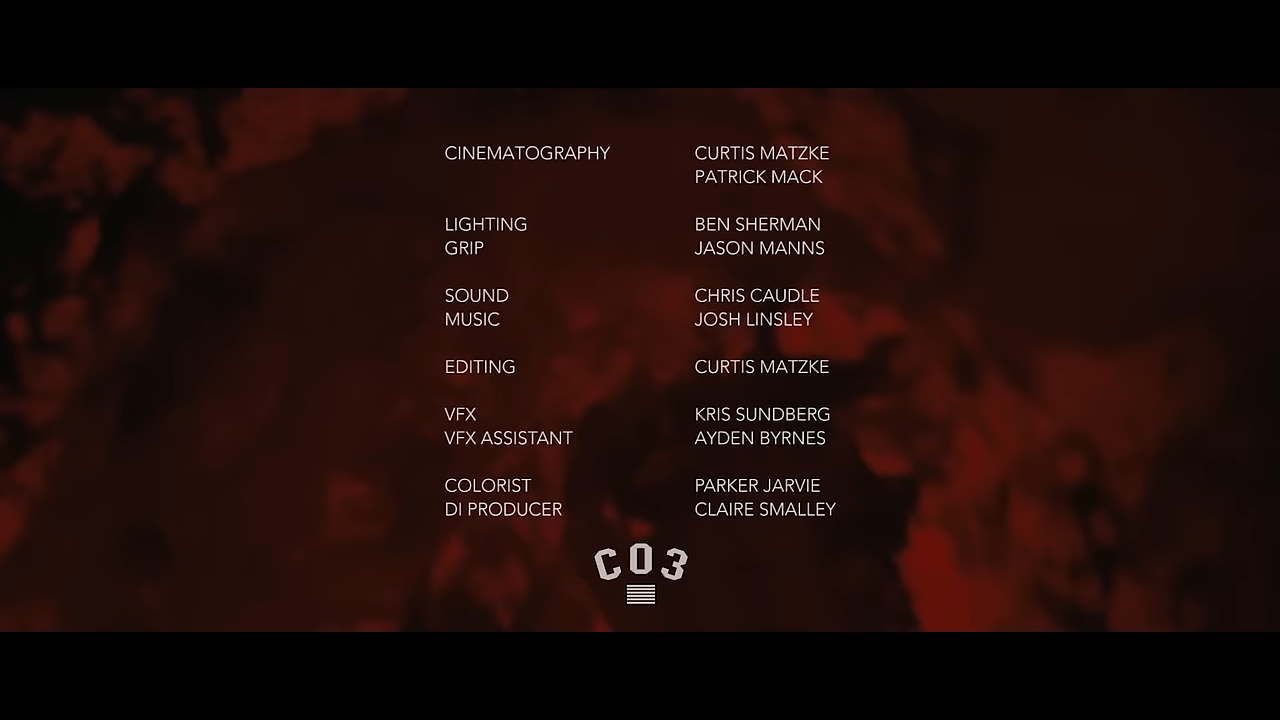 CINEMATOGRAPHY CURTIS MATZKE
PATRICK MACK
LIGHTING BEN SHERMAN
GRIP JASON MANNS
SOUND CHRIS CAUDLE
MUSIC JOSH LINSLEY
EDITING CURTIS MATZKE
VFX KRIS SUNDBERG
VFX ASSISTANT AYDEN BYRNES
COLORIST PARKER JARVIE
DI PRODUCER CLAIRE SMALLEY
CO3